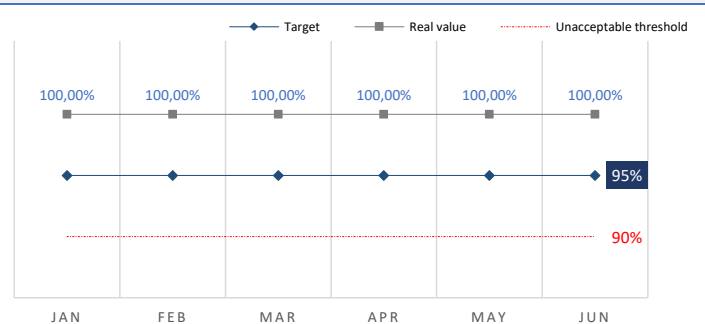 Target Real value Unacceptable threshold
100,00% 100,00% 100,00% 100,00% 100,00% 100,00%
95%
90%
JAN FEB MAR APR MAY JUN